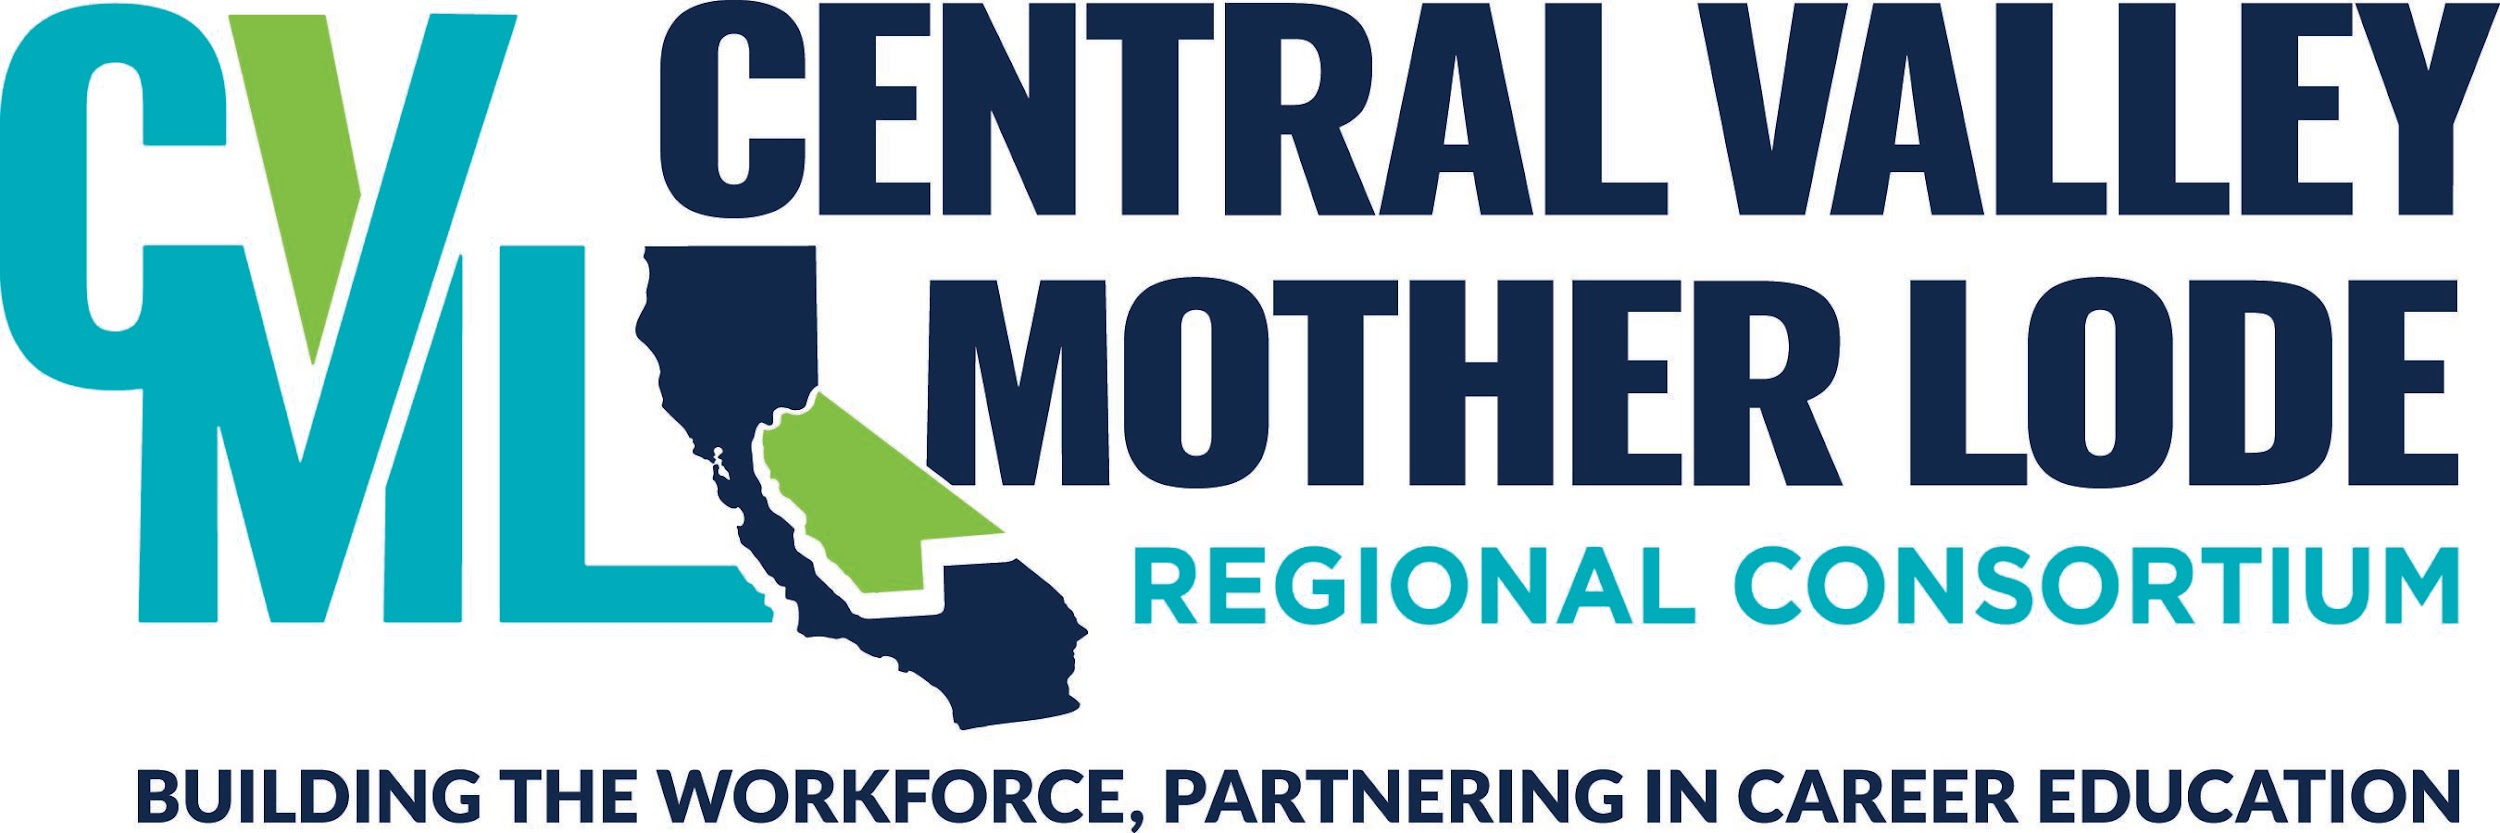 CVML
CENTRAL VALLEY
MOTHER LODE
REGIONAL CONSORTIUM
BUILDING THE WORKFORCE, PARTNERING IN CAREER EDUCATION